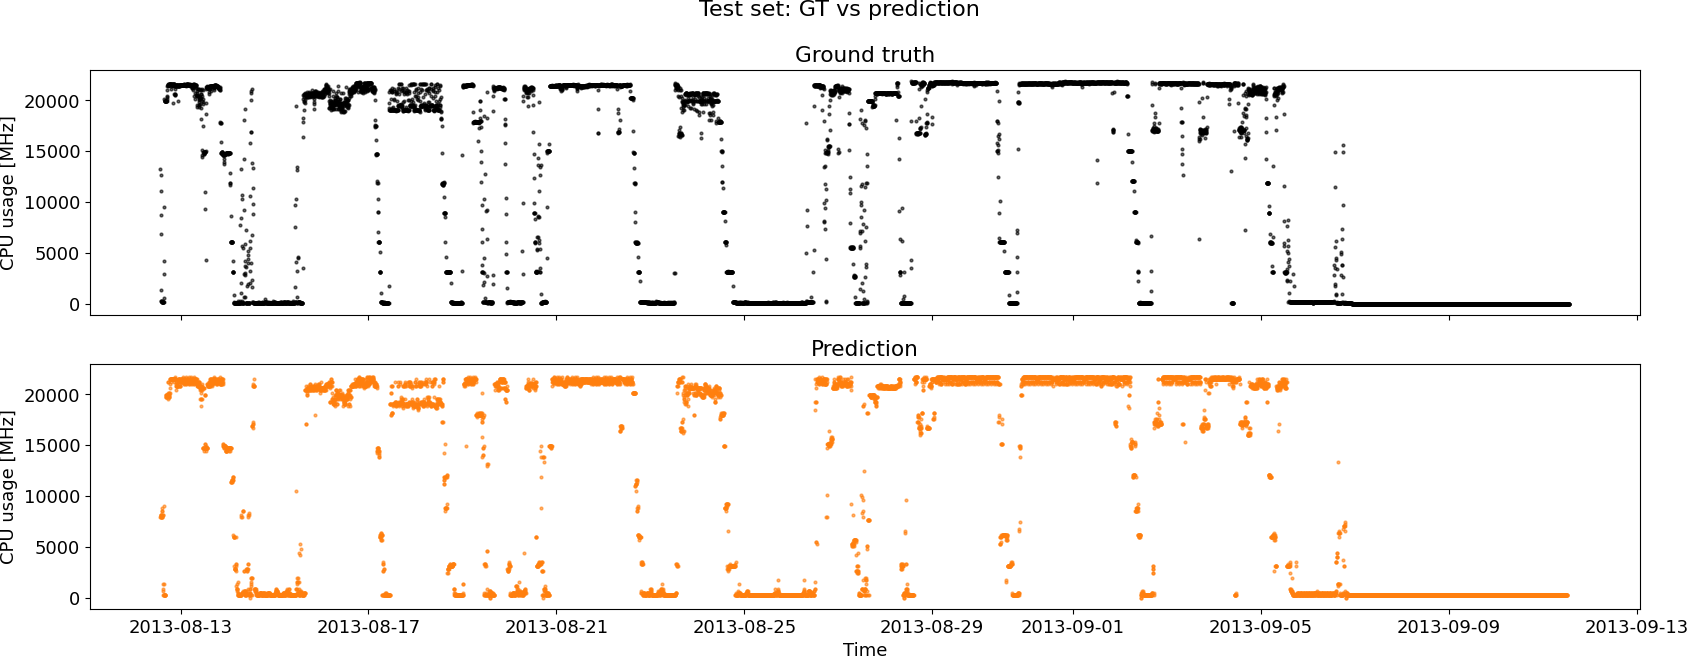 Test set: GT vs prediction
Ground truth
CPU usage [MHz]
20000
15000
10000
5000
0
Prediction
CPU usage [MHz]
20000
15000
10000
5000
0
2013-08-13 2013-08-17 2013-08-21 2013-08-25 2013-08-29 2013-09-01 2013-09-05 2013-09-09 2013-09-13
Time